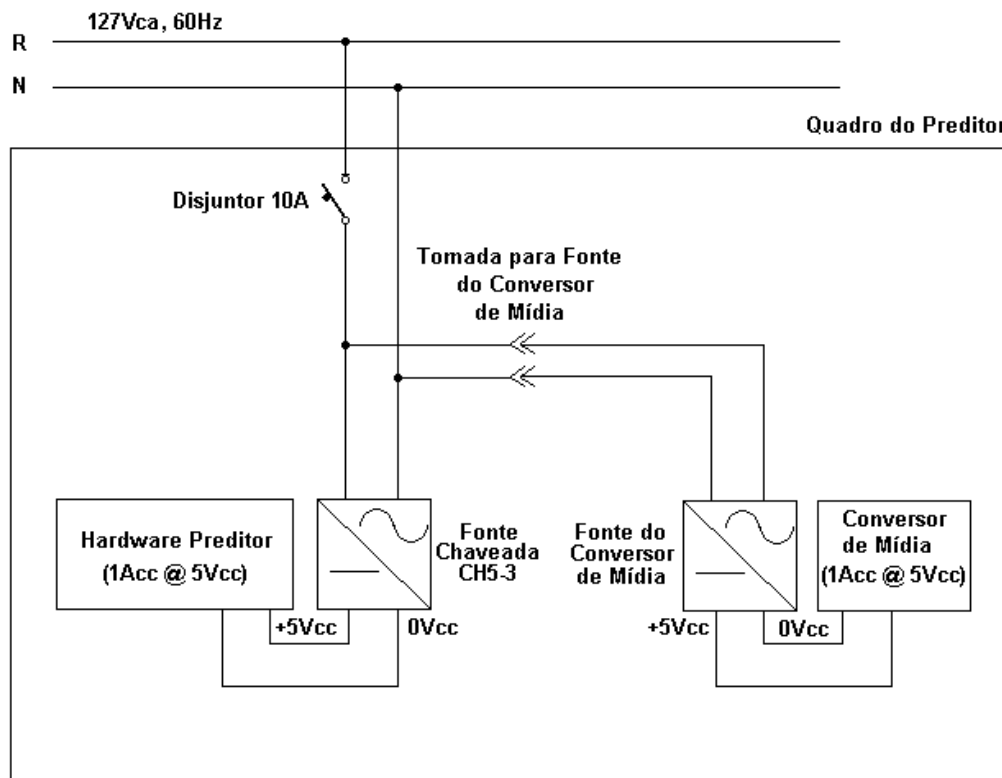 127Vca, 60Hz
R
N
Quadro do Preditor
Disjuntor 10A
Tomada para Fonte
do Conversor
de Mídia
Hardware Preditor
(1Acc @ 5Vcc)
Fonte
Chaveada
CH5-3
Fonte do
Conversor
de Mídia
Conversor
de Mídia
(1Acc @ 5Vcc)
+5Vcc
0Vcc
+5Vcc
0Vcc